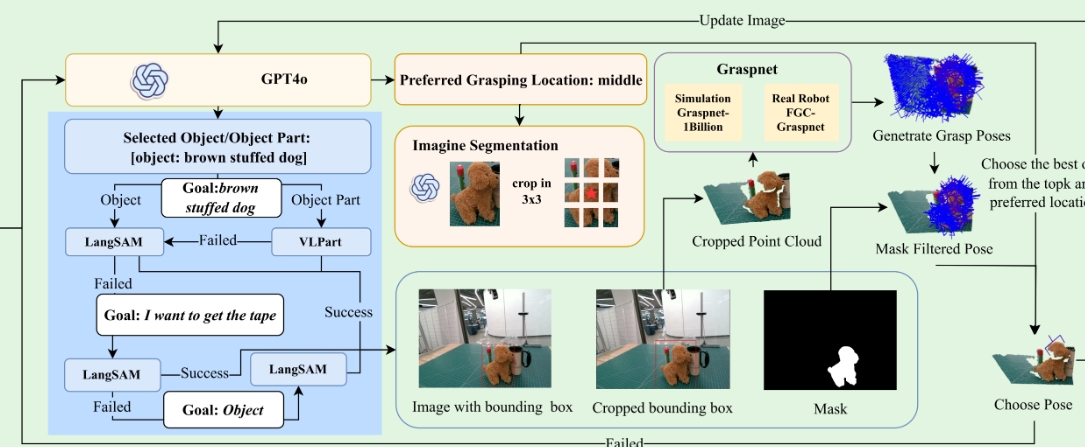 Update Image
GPT4o
Preferred Grasping Location: middle
Graspnet
Simulation
Graspnet-
1Billion
Real Robot
FGC-
Graspnet
Genetrate Grasp Poses
Selected Object/Object Part:
[object: brown stuffed dog]
Imagine Segmentation
crop in
3x3
Choose the best o
from the topk an
preferred locatio
Goal:brown
stuffed dog
Object
Object Part
LangSAM
Failed
VLPart
Cropped Point Cloud
Mask Filtered Pose
Failed
Goal: I want to get the tape
Success
LangSAM
Success
LangSAM
Failed
Goal: Object
Image with bounding box
Cropped bounding box
Mask
Choose Pose
Failed